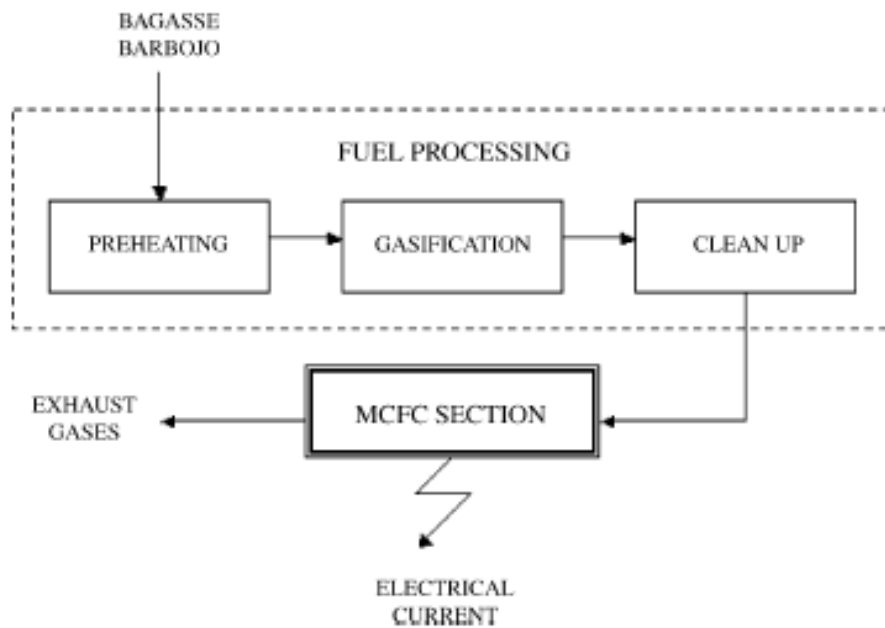 BAGASSE
BARBOJO
FUEL PROCESSING
PREHEATING
GASIFICATION
CLEAN UP
MCFC SECTION
EXHAUST
GASES
ELECTRICAL
CURRENT